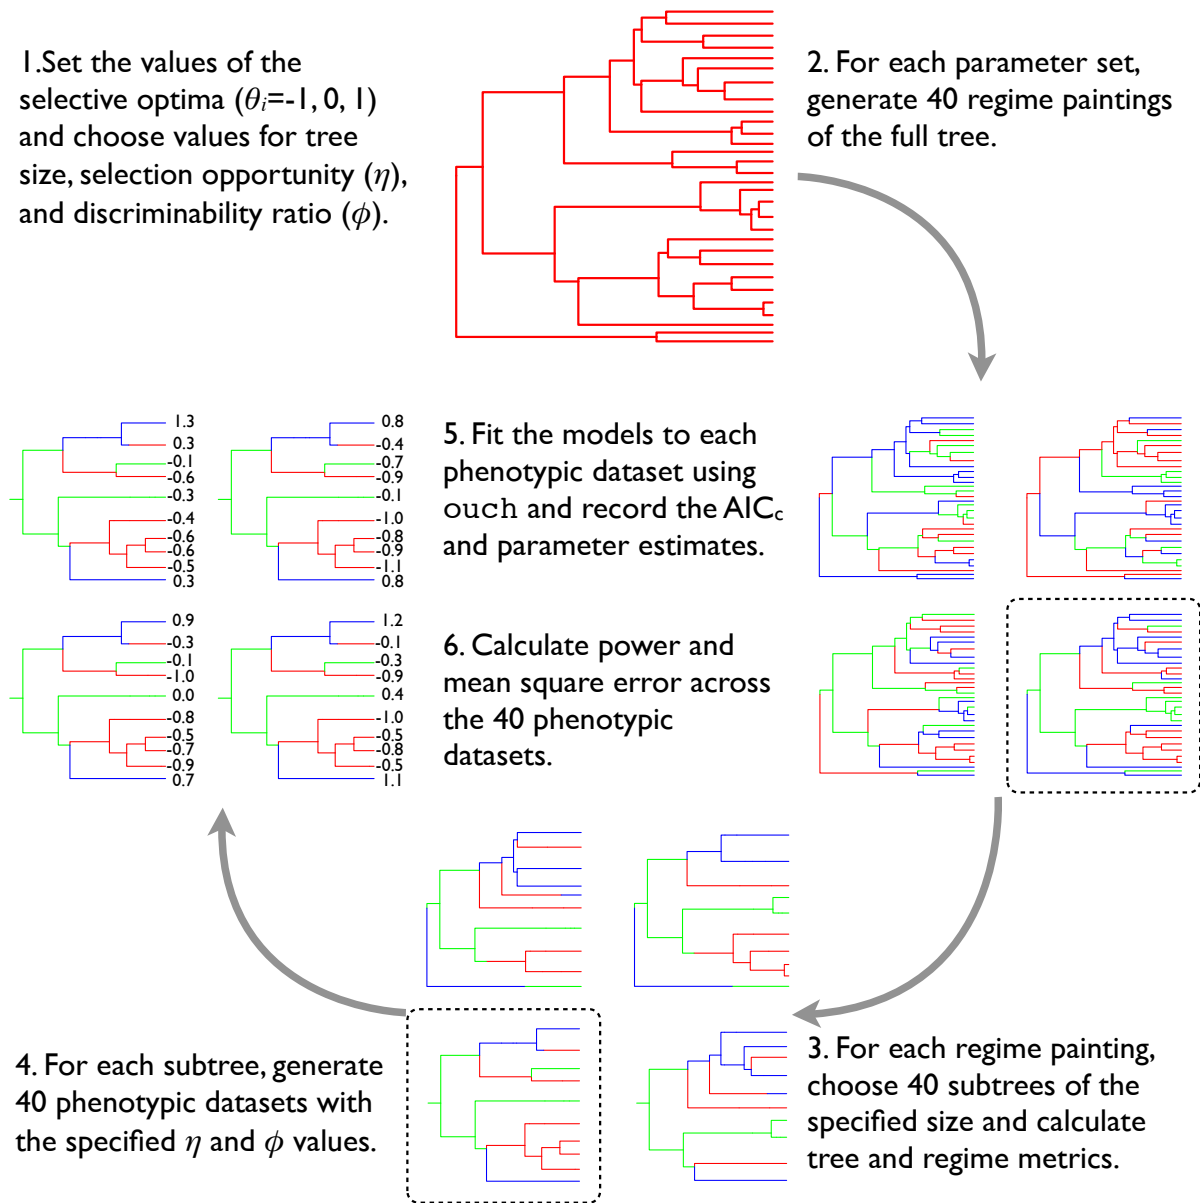 1.Set the values of the
selective optima (θi=-1, 0, 1)
and choose values for tree
size, selection opportunity (η),
and discriminability ratio (ϕ).
2. For each parameter set,
generate 40 regime paintings
of the full tree.
1.3
0.3
-0.1
-0.6
-0.3
-0.4
-0.6
-0.6
-0.5
0.3
0.8
-0.4
-0.7
-0.9
-0.1
-1.0
-0.8
-0.9
-1.1
0.8
5. Fit the models to each
phenotypic dataset using
ouch and record the AICc
and parameter estimates.
0.9
-0.3
-0.1
-1.0
0.0
-0.8
-0.5
-0.7
-0.9
0.7
1.2
-0.1
-0.3
-0.9
0.4
-1.0
-0.5
-0.8
-0.5
1.1
6. Calculate power and
mean square error across
the 40 phenotypic
datasets.
4. For each subtree, generate
40 phenotypic datasets with
the specified η and ϕ values.
3. For each regime painting,
choose 40 subtrees of the
specified size and calculate
tree and regime metrics.